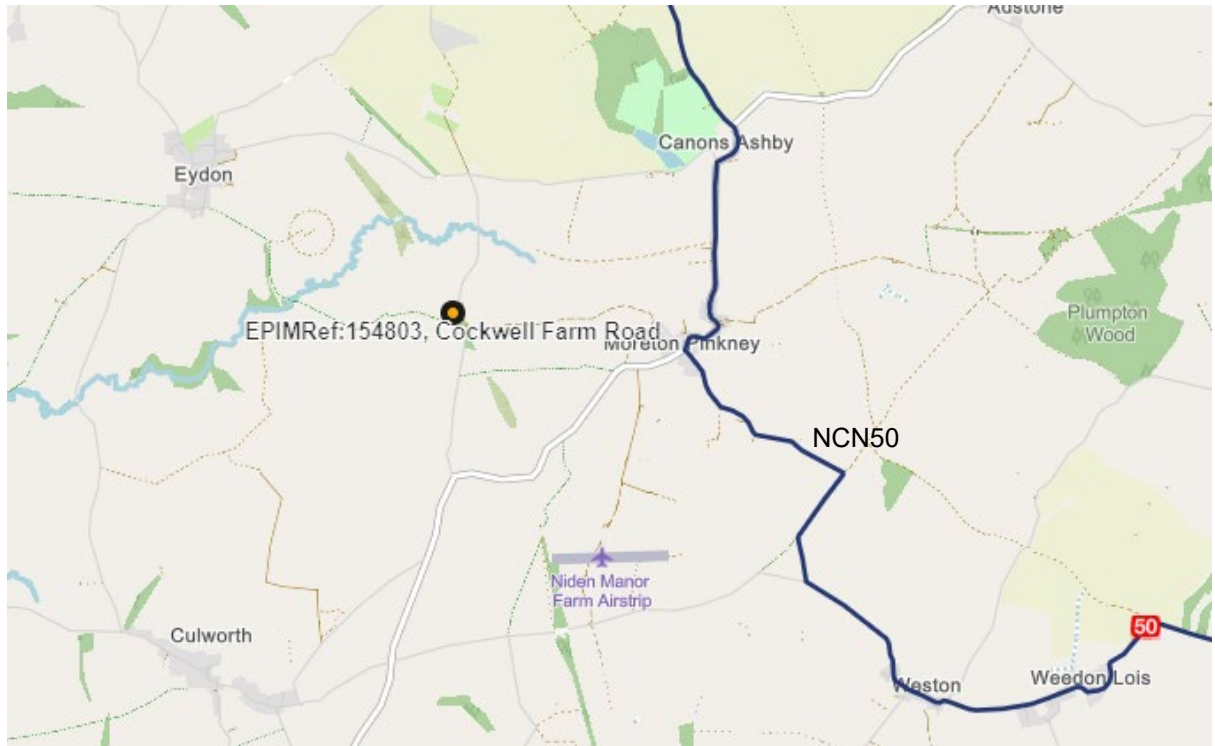 Adstone
Canons Ashby
Eydon
Plumpton
Wood
EPIMRef:154803, Cockwell Farm Road
Moreton Pinkney
NCN50
Niden Manor
Farm Airstrip
Culworth
50
Weston
Weedon Lois